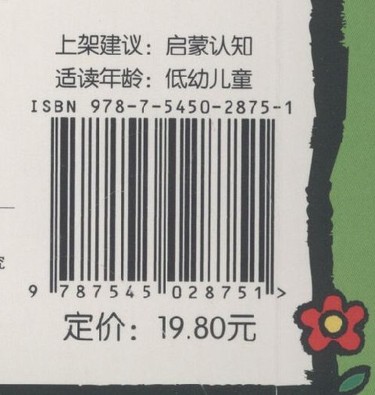 上架建议：启蒙认知
适读年龄：低幼儿童
ISBN 978-7-5450-2875-1
9 787545 028751 >
定价：19.80元